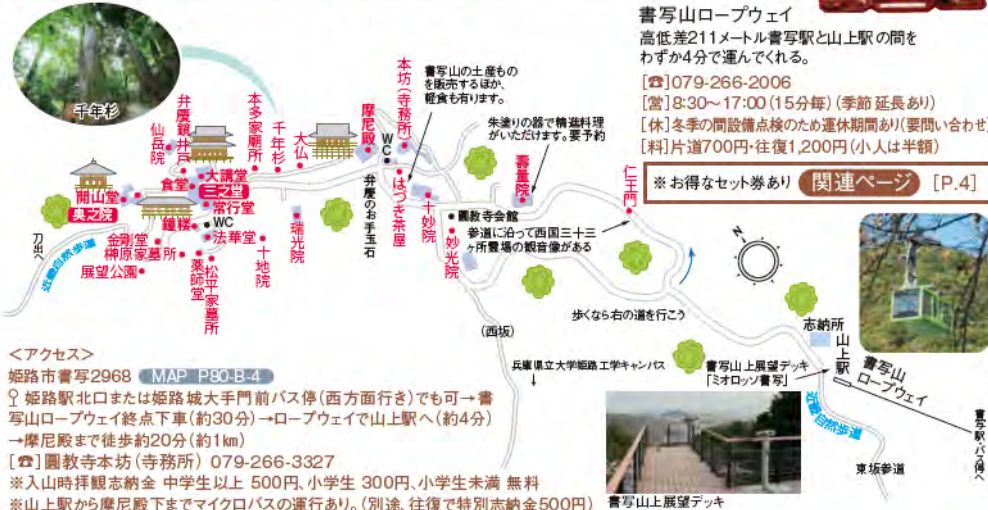 書写山ロープウェイ
高低差211メートル書写駅と山上駅の間を
わずか4分で運んでくれる。
[☎]079-266-2006
[営]8:30〜17:00(15分毎)(季節延長あり)
[休]冬季の間設備点検のため運休期間あり(要問い合わせ)
[料]片道700円・往復1,200円(小人は半額)
※お得なセット券あり 関連ページ [P.4]
千年杉
書写山の土産もの
を販売するほか、
軽食も有ります。
朱塗りの器で精進料理
がいただけます。要予約
仙岳院
弁慶鏡井戸
本多家廟所
千年杉
大仏
摩尼殿
本坊(寺務所)
WC
はづき茶屋
弁慶のお手玉石
十妙院
壽量院
仁王門
開山堂
奥之院
食堂
大講堂
三之堂
常行堂
鐘楼
WC
法華堂
瑞光院
十地院
金剛堂
榊原家墓所
展望公園
薬師堂
松平家墓所
刀出へ
近畿自然歩道
圓教寺会館
妙光院
参道に沿って西国三十三
ヶ所霊場の観音像がある
N
(西坂)
歩くなら右の道を行こう
兵庫県立大学姫路工学キャンパス
志納所
山上駅
書写山上展望デッキ
「ミオロッソ書写」
書写山
ロープウェイ
近畿自然歩道
東坂参道
書写駅・バス停へ
書写山上展望デッキ
<アクセス>
姫路市書写2968 MAP P80-B-4
姫路駅北口または姫路城大手門前バス停(西方面行き)でも可→書
写山ロープウェイ終点下車(約30分)→ロープウェイで山上駅へ(約4分)
→摩尼殿まで徒歩約20分(約1km)
[☎]圓教寺本坊(寺務所) 079-266-3327
※入山時拝観志納金 中学生以上 500円、小学生 300円、小学生未満 無料
※山上駅から摩尼殿下までマイクロバスの運行あり。(別途、往復で特別志納金500円)